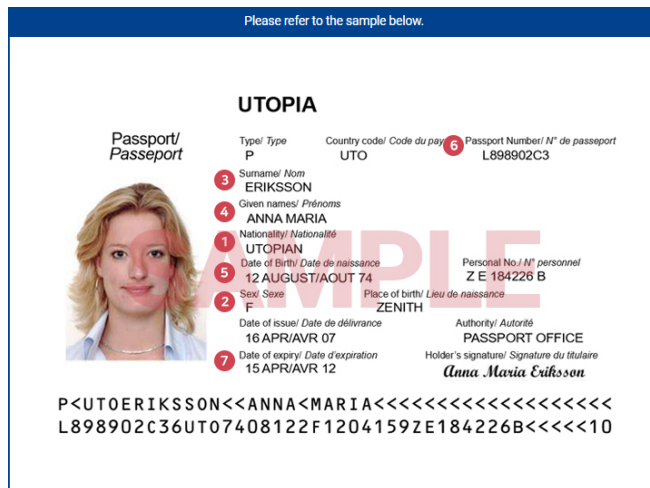 Please refer to the sample below.
UTOPIA
Passport/
Passeport
Type/ Type Country code/ Code du pay 6 Passport Number/ N° de passeport
P UTO L898902C3
3 Surname/ Nom
ERIKSSON
4 Given names/ Prénoms
ANNA MARIA
1 Nationality/ Nationalité
UTOPIAN
SAMPLE
5 Date of Birth/ Date de naissance Personal No./ N° personnel
12 AUGUST/AOUT 74 Z E 184226 B
2 Sex/ Sexe Place of birth/ Lieu de naissance
F ZENITH
Date of issue/ Date de délivrance Authority/ Autorité
16 APR/AVR 07 PASSPORT OFFICE
7 Date of expiry/ Date d'expiration Holder's signature/ Signature du titulaire
15 APR/AVR 12 Anna Maria Eriksson
P<UTOERIKSSON<<ANNA<MARIA<<<<<<<<<<<<<<<<<<<
L898902C36UTO7408122F1204159ZE184226B<<<<<10